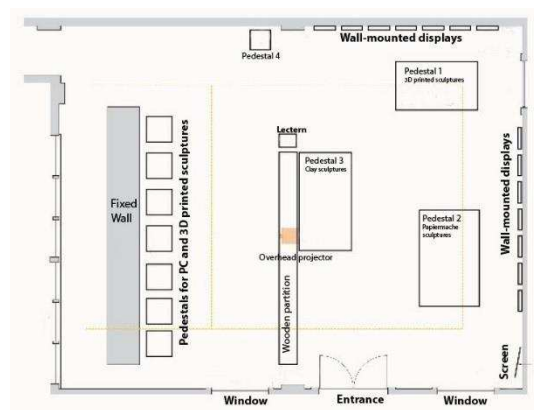 Wall-mounted displays
Pedestal 4
Pedestal 1
3D printed sculptures
Pedestals for PC and 3D printed sculptures
Lectern
Pedestal 3
Clay sculptures
Wall-mounted displays
Fixed
Wall
Pedestal 2
Papiermache
sculptures
Overhead projector
Wooden partition
Screen
Window
Entrance
Window